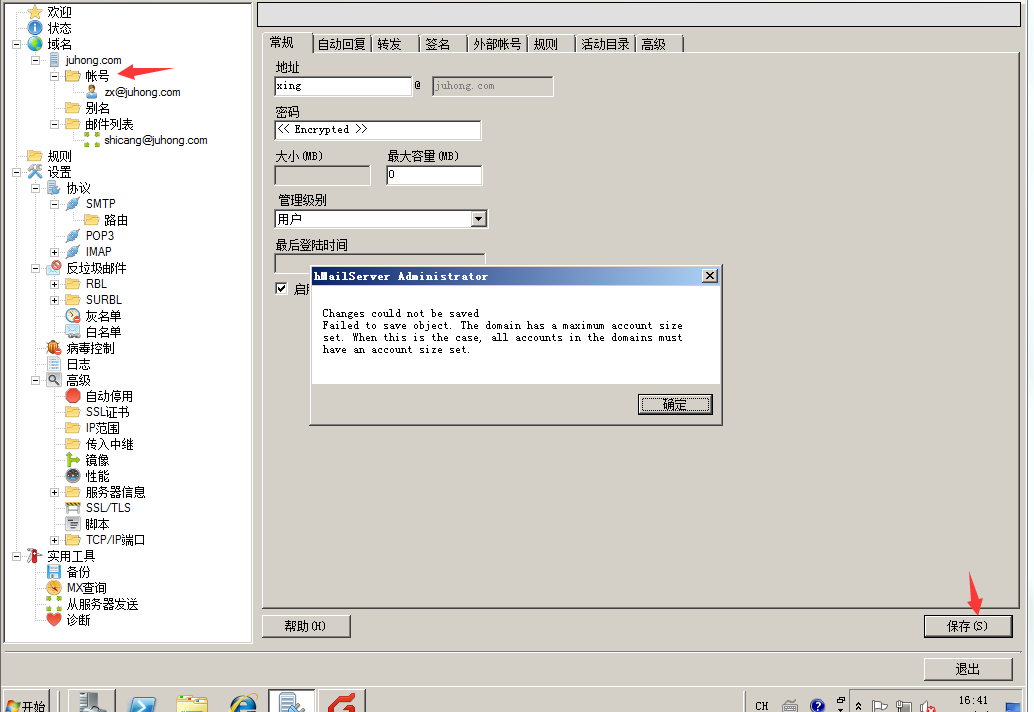 欢迎
状态
域名
juhong.com
帐号
zx@juhong.com
别名
邮件列表
shicang@juhong.com
规则
设置
协议
SMTP
路由
POP3
IMAP
反垃圾邮件
RBL
SURBL
灰名单
白名单
病毒控制
日志
高级
自动停用
SSL证书
IP范围
传入中继
镜像
性能
服务器信息
SSL/TLS
脚本
TCP/IP端口
实用工具
备份
MX查询
从服务器发送
诊断
常规 自动回复 转发 签名 外部帐号 规则 活动目录 高级
地址
xing @ juhong.com
密码
<< Encrypted >>
大小(MB) 最大容量(MB)
0
管理级别
用户
最后登陆时间
启
hMailServer Administrator
Changes could not be saved
Failed to save object. The domain has a maximum account size
set. When this is the case, all accounts in the domains must
have an account size set.
确定
帮助(H) 保存(S)
退出
开始 CH 16:41